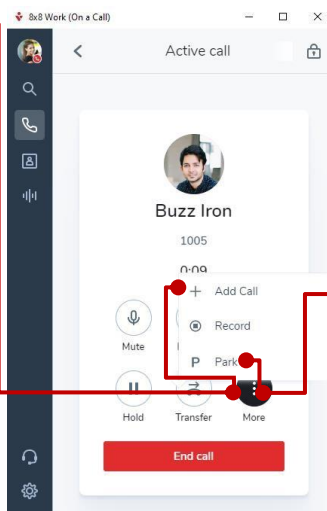 8x8 Work (On a Call)
Active call
Buzz Iron
1005
0:09
Add Call
Record
P Park
Mute
Hold Transfer More
End call